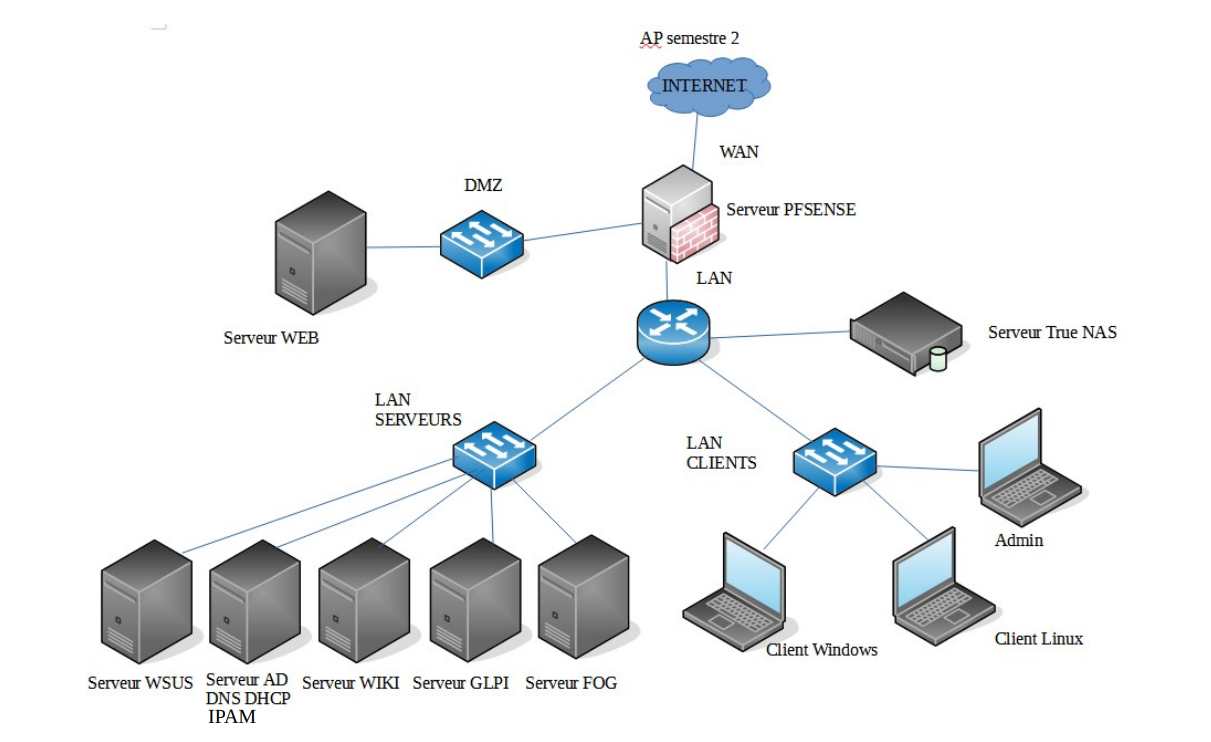 AP semestre 2
INTERNET
WAN
DMZ
Serveur PFSENSE
LAN
Serveur WEB
Serveur True NAS
LAN
SERVEURS
LAN
CLIENTS
Admin
Client Windows
Client Linux
Serveur WSUS
Serveur AD
DNS DHCP
IPAM
Serveur WIKI
Serveur GLPI
Serveur FOG